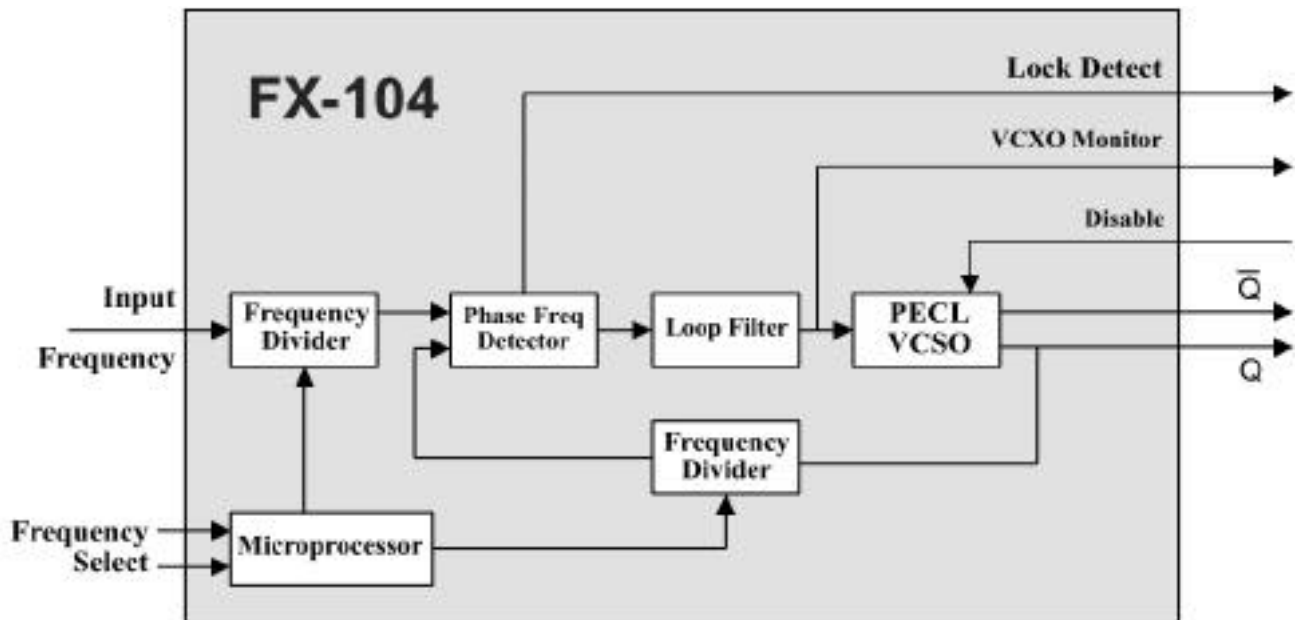 FX-104
Lock Detect
VCXO Monitor
Disable
Input
Frequency
Frequency
Divider
Phase Freq
Detector
Loop Filter
PECL
VCSO
Q̅
Q
Frequency
Divider
Frequency
Select
Microprocessor